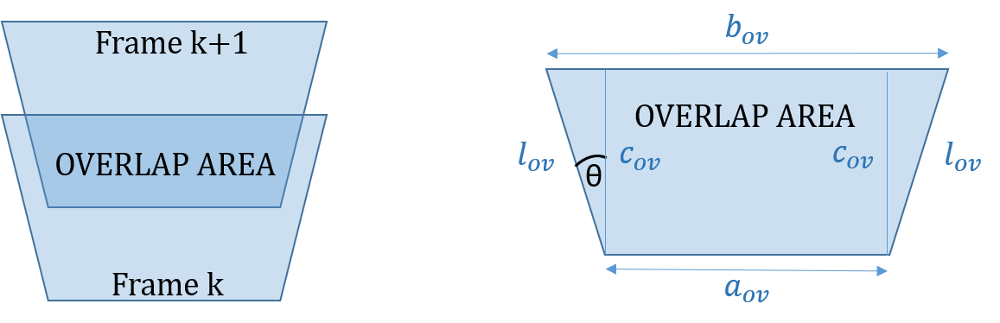 Frame k+1
OVERLAP AREA
Frame k
b_ov
OVERLAP AREA
l_ov
θ
c_ov
c_ov
l_ov
a_ov